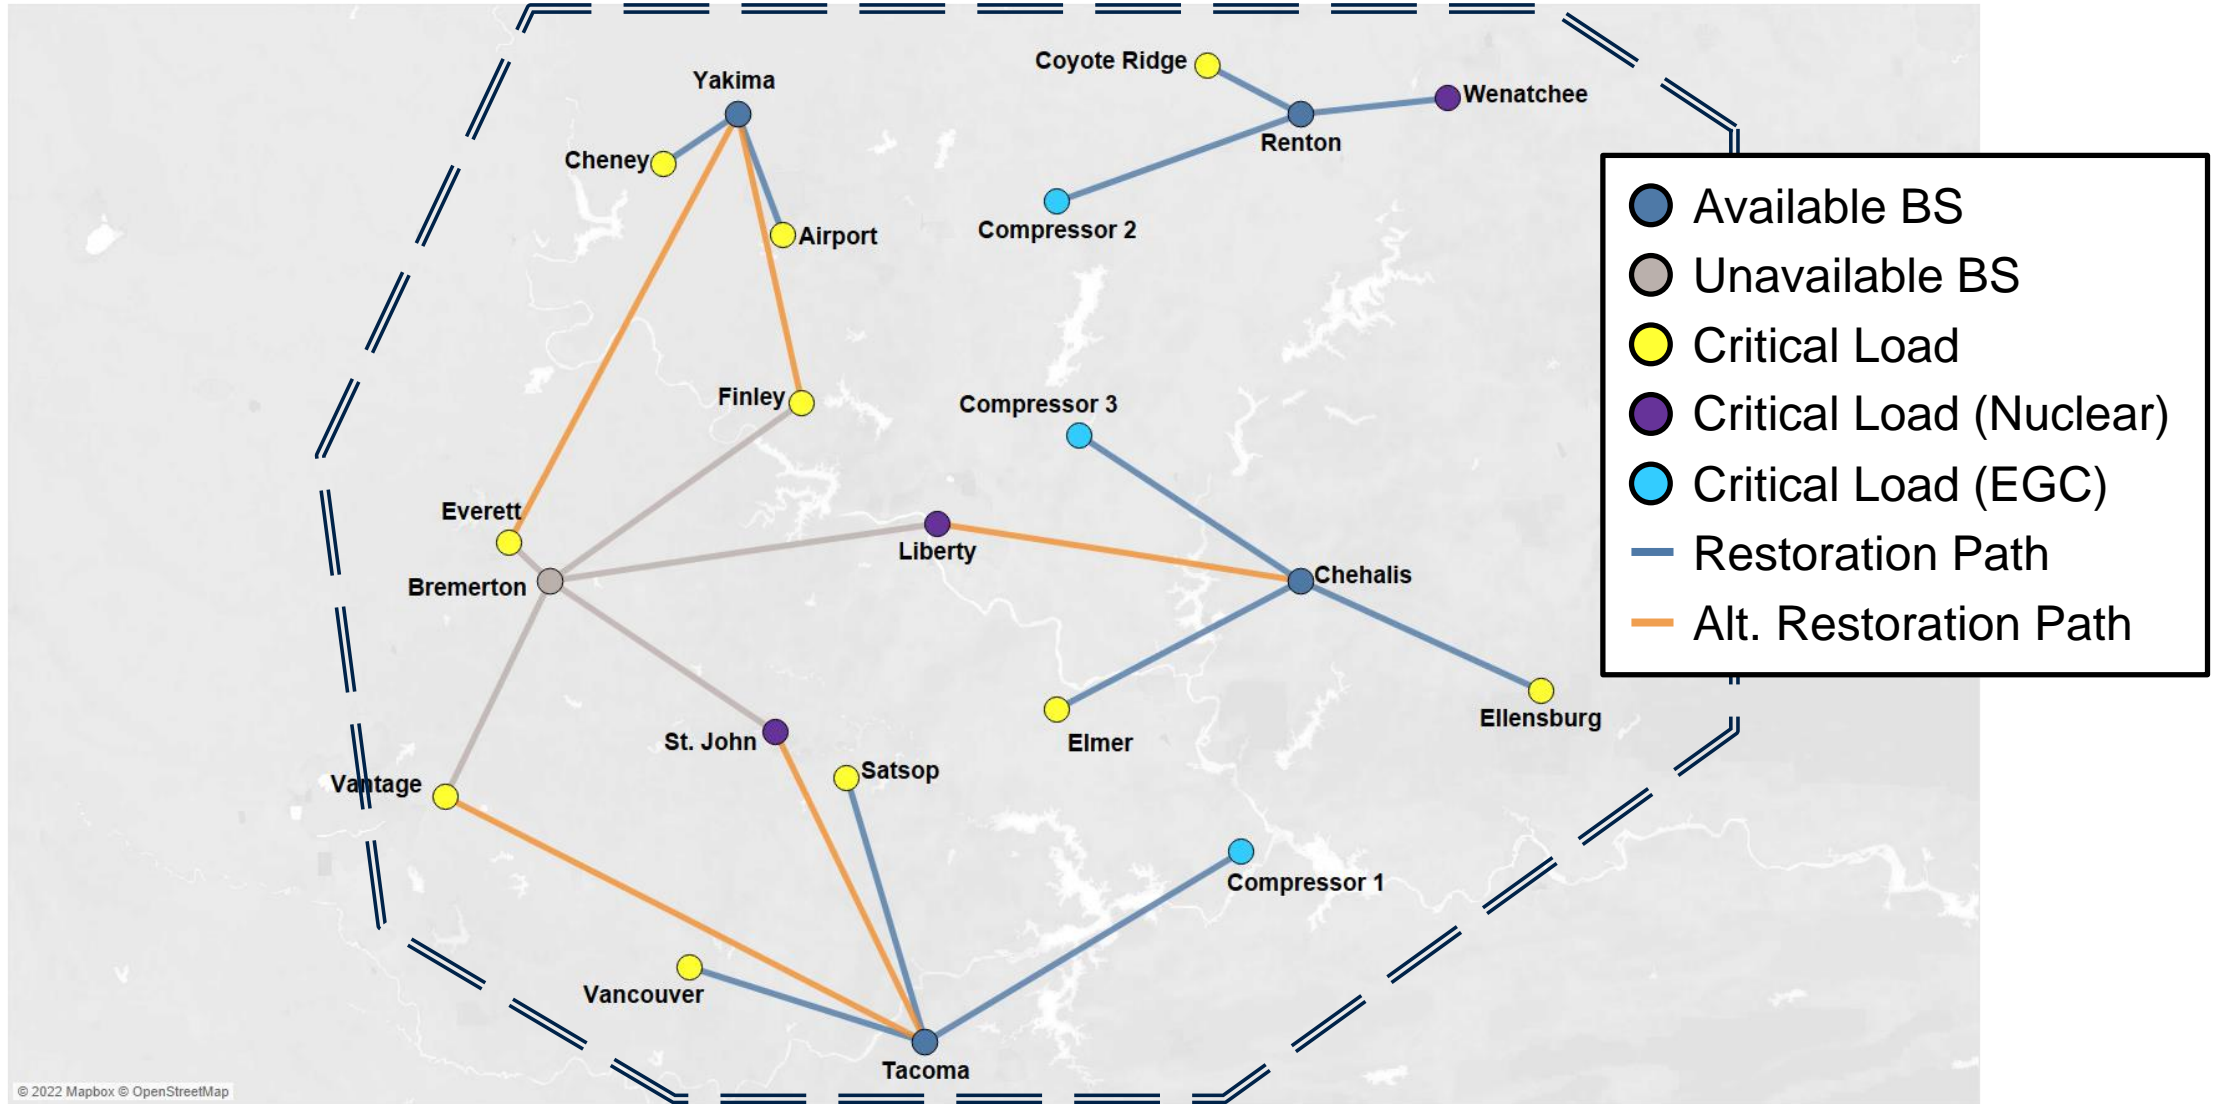 Coyote Ridge
Yakima
Wenatchee
Renton
Cheney
Compressor 2
Airport
Available BS
Unavailable BS
Critical Load
Critical Load (Nuclear)
Critical Load (EGC)
Restoration Path
Alt. Restoration Path
Finley
Compressor 3
Everett
Liberty
Chehalis
Bremerton
Ellensburg
St. John
Elmer
Satsop
Vantage
Compressor 1
Vancouver
Tacoma
© 2022 Mapbox © OpenStreetMap